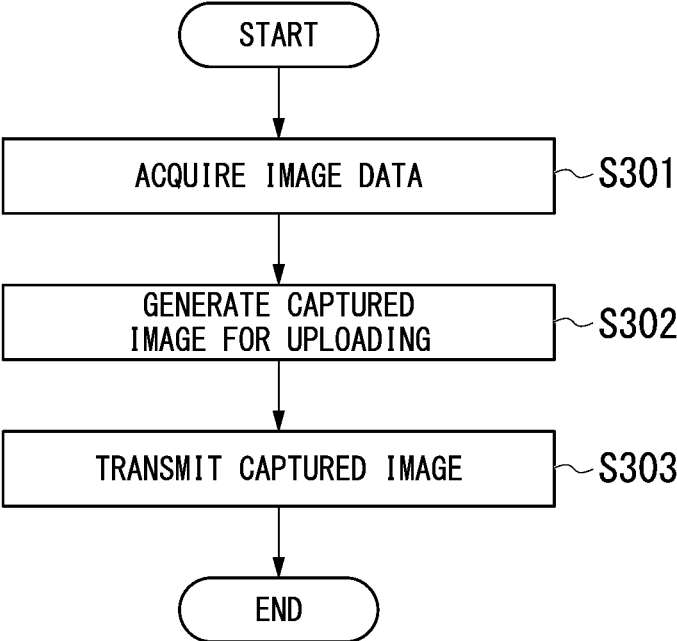 START
ACQUIRE IMAGE DATA
S301
GENERATE CAPTURED
IMAGE FOR UPLOADING
S302
TRANSMIT CAPTURED IMAGE
S303
END